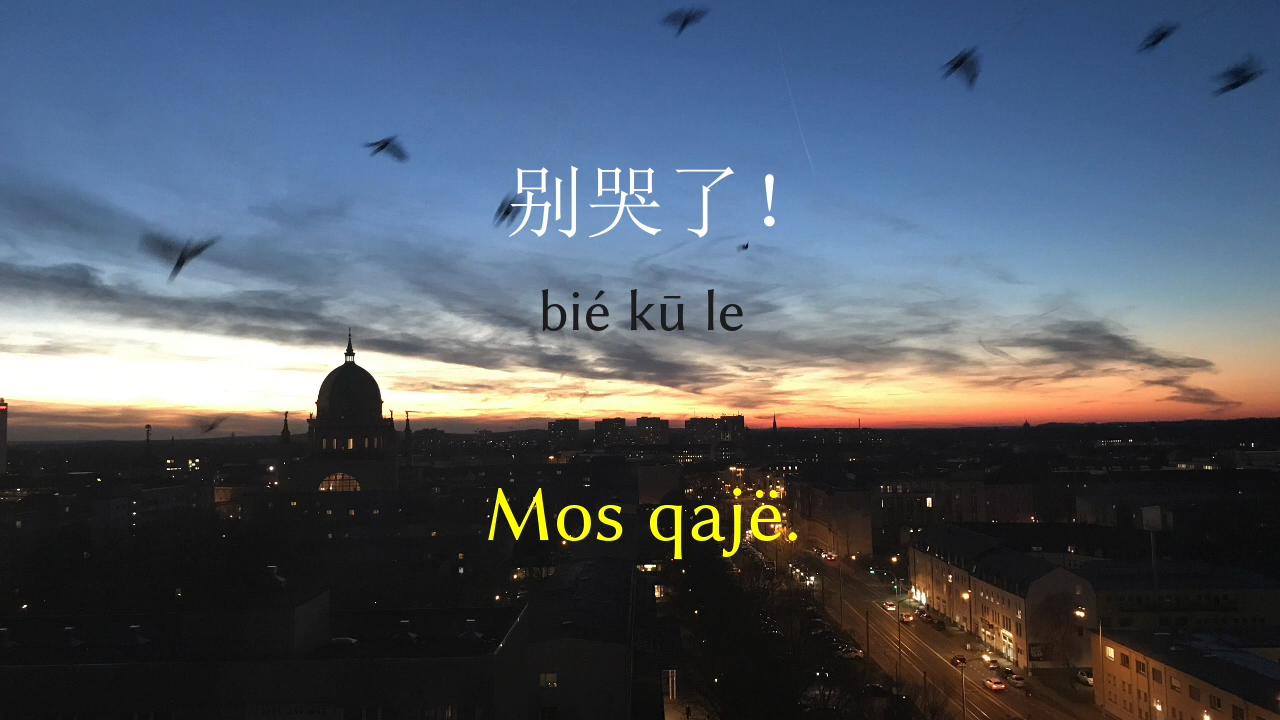 别哭了！
bié kū le
Mos qajë.